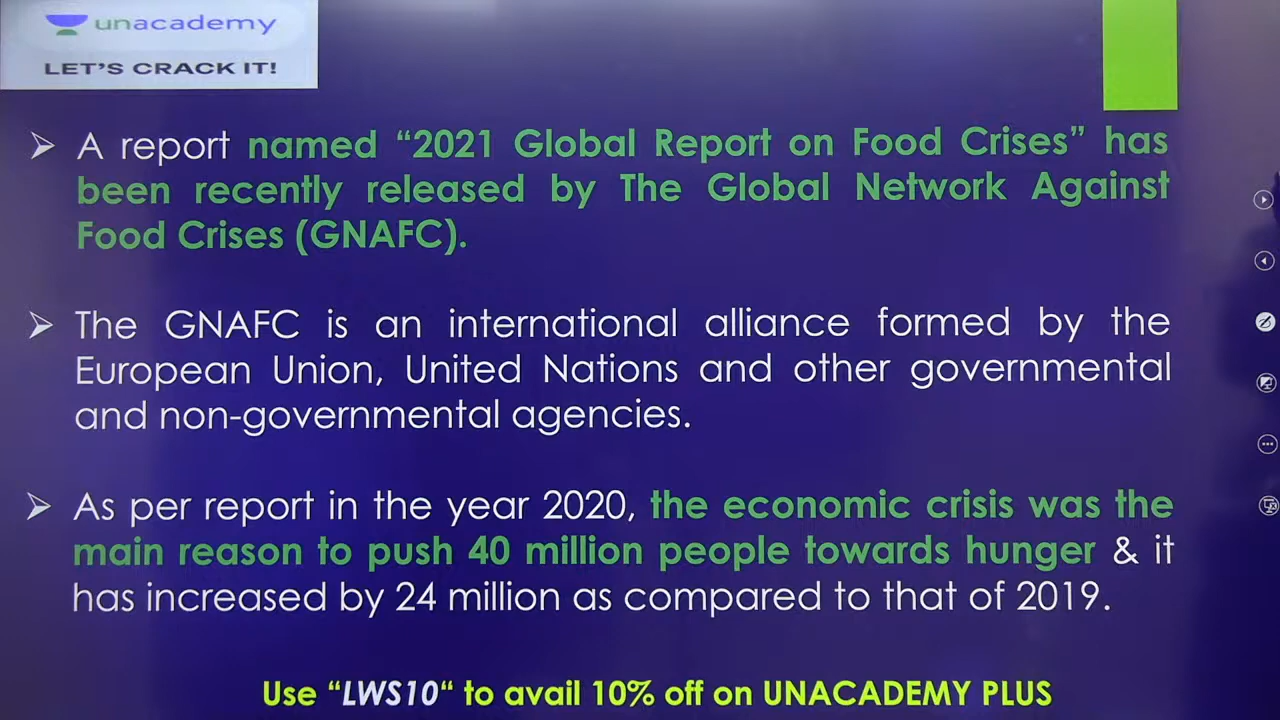 unacademy
LET'S CRACK IT!
➢ A report named “2021 Global Report on Food Crises” has
been recently released by The Global Network Against
Food Crises (GNAFC).
➢ The GNAFC is an international alliance formed by the
European Union, United Nations and other governmental
and non-governmental agencies.
➢ As per report in the year 2020, the economic crisis was the
main reason to push 40 million people towards hunger & it
has increased by 24 million as compared to that of 2019.
Use “LWS10“ to avail 10% off on UNACADEMY PLUS